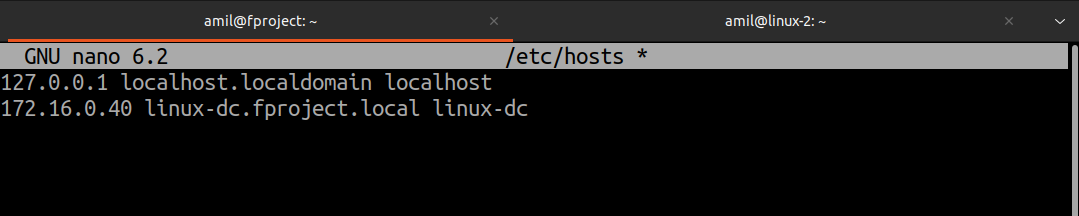 amil@fproject: ~ × amil@linux-2: ~ ×
GNU nano 6.2 /etc/hosts *
127.0.0.1 localhost.localdomain localhost
172.16.0.40 linux-dc.fproject.local linux-dc